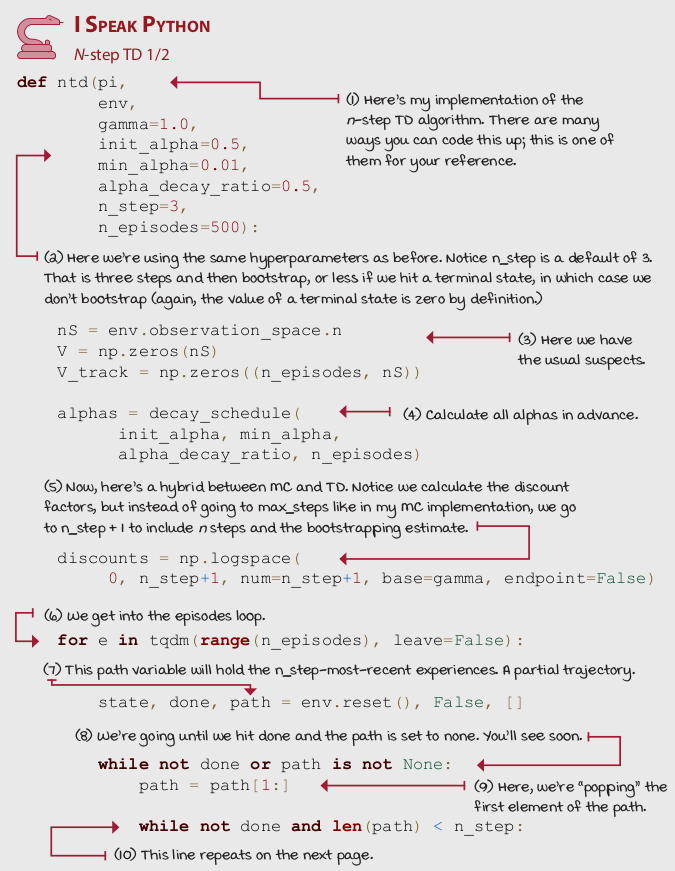 I SPEAK PYTHON
N-step TD 1/2
def ntd(pi,
env,
gamma=1.0,
init_alpha=0.5,
min_alpha=0.01,
alpha_decay_ratio=0.5,
n_step=3,
n_episodes=500):
(1) Here's my implementation of the
n-step TD algorithm. There are many
ways you can code this up; this is one of
them for your reference.
(2) Here we're using the same hyperparameters as before. Notice n_step is a default of 3.
That is three steps and then bootstrap, or less if we hit a terminal state, in which case we
don't bootstrap (again, the value of a terminal state is zero by definition.)
nS = env.observation_space.n
V = np.zeros(nS)
V_track = np.zeros((n_episodes, nS))
(3) Here we have
the usual suspects.
alphas = decay_schedule(
init_alpha, min_alpha,
alpha_decay_ratio, n_episodes)
(4) Calculate all alphas in advance.
(5) Now, here's a hybrid between MC and TD. Notice we calculate the discount
factors, but instead of going to max_steps like in my MC implementation, we go
to n_step + 1 to include n steps and the bootstrapping estimate.
discounts = np.logspace(
0, n_step+1, num=n_step+1, base=gamma, endpoint=False)
(6) We get into the episodes loop.
for e in tqdm(range(n_episodes), leave=False):
(7) This path variable will hold the n_step-most-recent experiences. A partial trajectory.
state, done, path = env.reset(), False, []
(8) We're going until we hit done and the path is set to none. You'll see soon.
while not done or path is not None:
path = path[1:]
(9) Here, we're "popping" the
first element of the path.
while not done and len(path) < n_step:
(10) This line repeats on the next page.